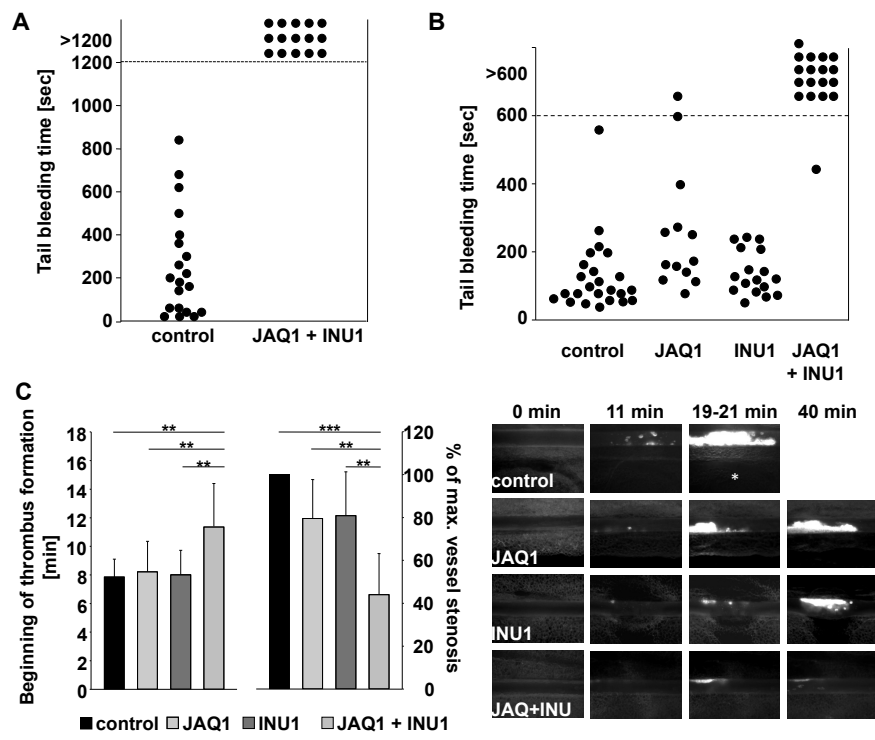 A
Tail bleeding time [sec]
>1200
1200
1000
800
600
400
200
0
control
JAQ1 + INU1
B
Tail bleeding time [sec]
>600
600
400
200
0
control
JAQ1
INU1
JAQ1
+ INU1
C
Beginning of thrombus formation
[min]
18
16
14
12
10
8
6
4
2
0
**
**
**
***
**
**
120
100
80
60
40
20
0
% of max. vessel stenosis
control
JAQ1
INU1
JAQ1 + INU1
0 min
11 min
19-21 min
40 min
control
*
JAQ1
INU1
JAQ+INU